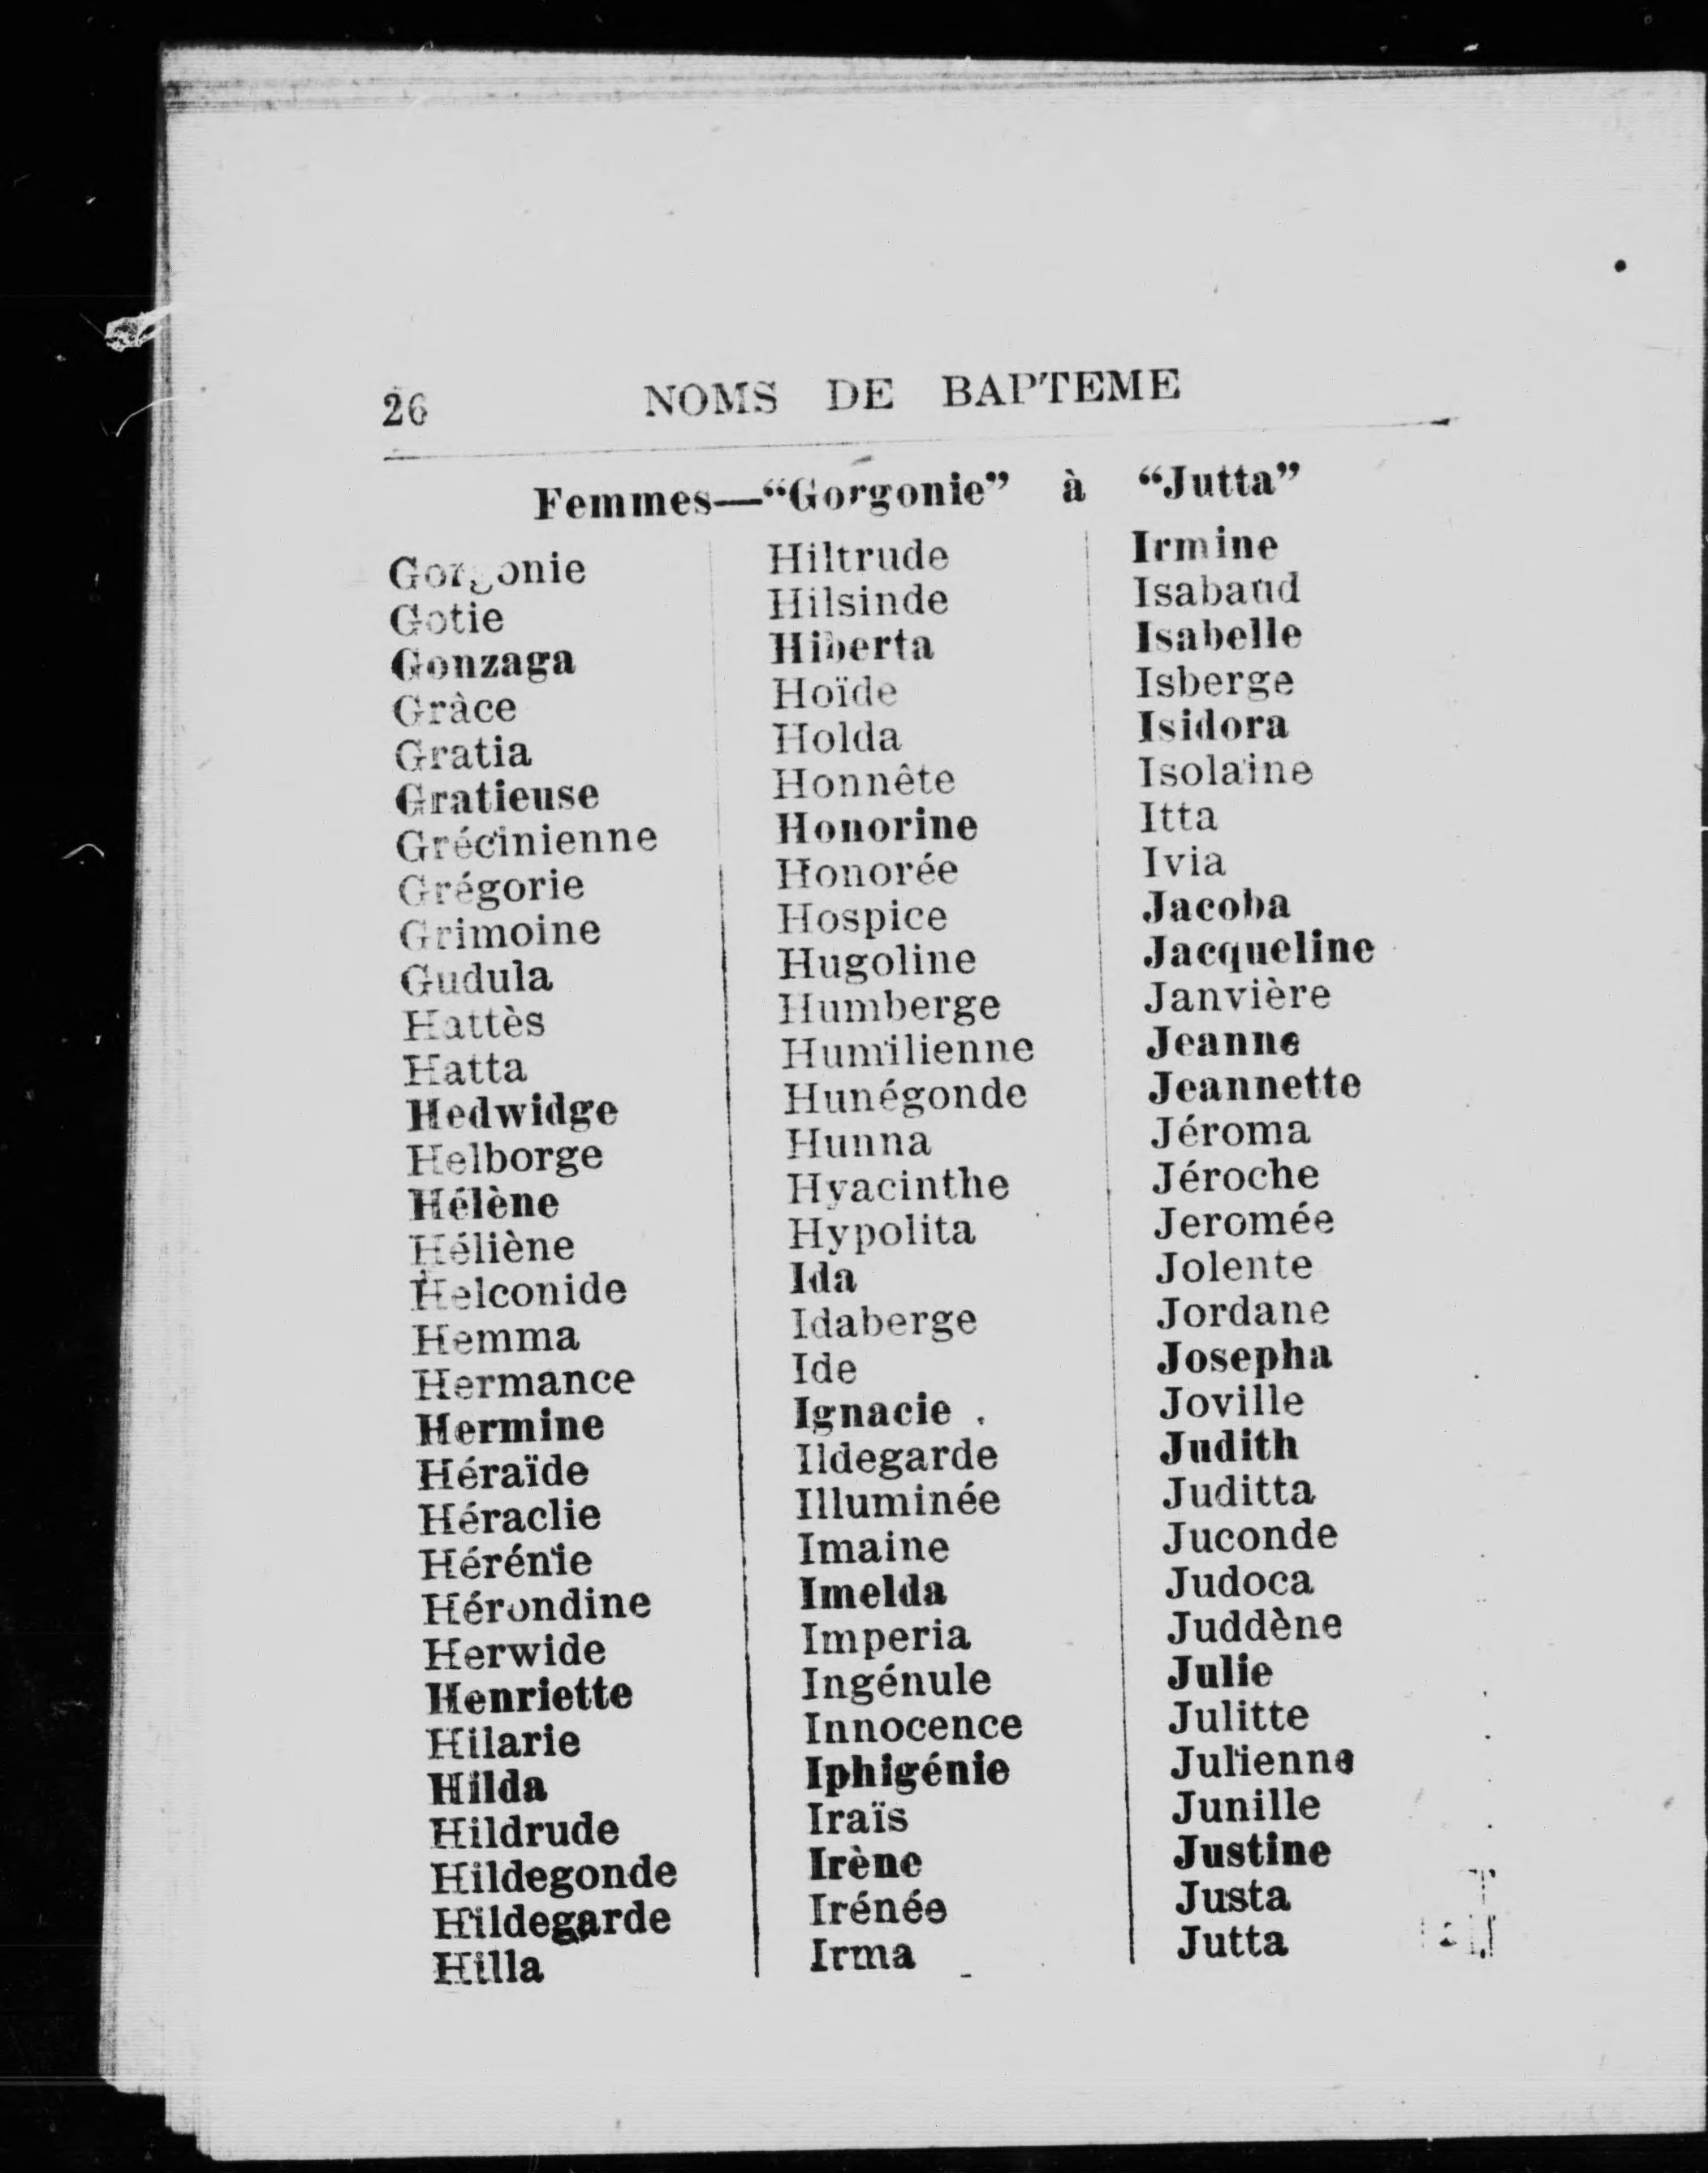 26 NOMS DE BAPTEME
Femmes—“Gorgonie” à “Jutta”
Gorgonie
Gotie
Gonzaga
Grâce
Gratia
Gratieuse
Grécinienne
Grégorie
Grimoine
Gudula
Hattès
Hatta
Hedwidge
Helborge
Hélène
Héliène
Helconide
Hemma
Hermance
Hermine
Héraïde
Héraclie
Hérénie
Hérondine
Herwide
Henriette
Hilarie
Hilda
Hildrude
Hildegonde
Hildegarde
Hilla
Hiltrude
Hilsinde
Hiberta
Hoïde
Holda
Honnête
Honorine
Honorée
Hospice
Hugoline
Humberge
Humilienne
Hunégonde
Hunna
Hyacinthe
Hypolita
Ida
Idaberge
Ide
Ignacie
Ildegarde
Illuminée
Imaine
Imelda
Imperia
Ingénule
Innocence
Iphigénie
Iraïs
Irène
Irénée
Irma
Irmine
Isabaud
Isabelle
Isberge
Isidora
Isolaine
Itta
Ivia
Jacoba
Jacqueline
Janvière
Jeanne
Jeannette
Jéroma
Jéroche
Jeromée
Jolente
Jordane
Josepha
Joville
Judith
Juditta
Juconde
Judoca
Juddène
Julie
Julitte
Julienne
Junille
Justine
Justa
Jutta